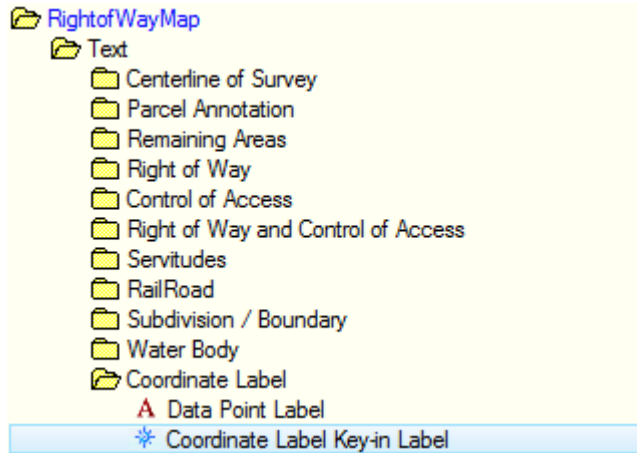 RightofWayMap
Text
Centerline of Survey
Parcel Annotation
Remaining Areas
Right of Way
Control of Access
Right of Way and Control of Access
Servitudes
RailRoad
Subdivision / Boundary
Water Body
Coordinate Label
A Data Point Label
Coordinate Label Key-in Label